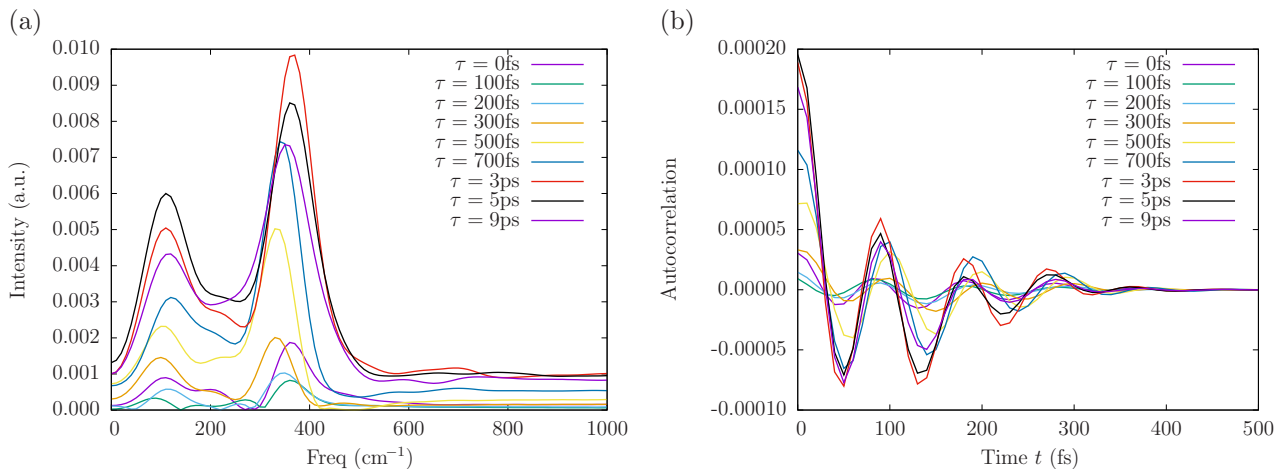 (a)
0.010
0.009
0.008
0.007
0.006
0.005
0.004
0.003
0.002
0.001
0.000
Intensity (a.u.)
0 200 400 600 800 1000
Freq (cm⁻¹)
τ = 0fs
τ = 100fs
τ = 200fs
τ = 300fs
τ = 500fs
τ = 700fs
τ = 3ps
τ = 5ps
τ = 9ps
(b)
0.00020
0.00015
0.00010
0.00005
0.00000
-0.00005
-0.00010
Autocorrelation
0 100 200 300 400 500
Time t (fs)
τ = 0fs
τ = 100fs
τ = 200fs
τ = 300fs
τ = 500fs
τ = 700fs
τ = 3ps
τ = 5ps
τ = 9ps